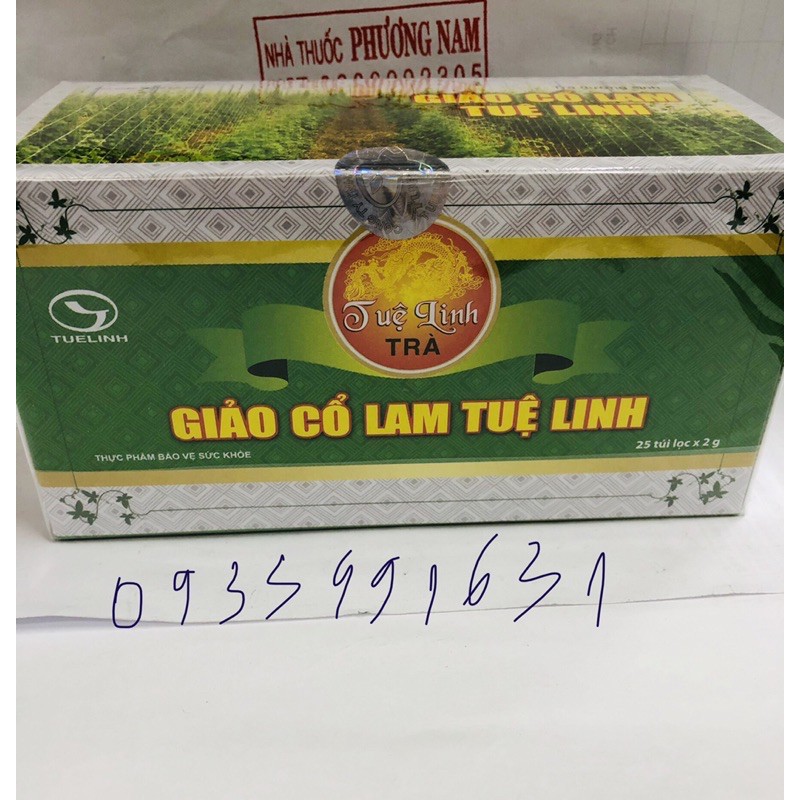 NHÀ THUỐC PHƯƠNG NAM
GIẢO CỔ LAM
TUỆ LINH
Tuệ Linh
TRÀ
TUELINH
GIẢO CỔ LAM TUỆ LINH
THỰC PHẨM BẢO VỆ SỨC KHỎE
25 túi lọc x 2 g
0935991631